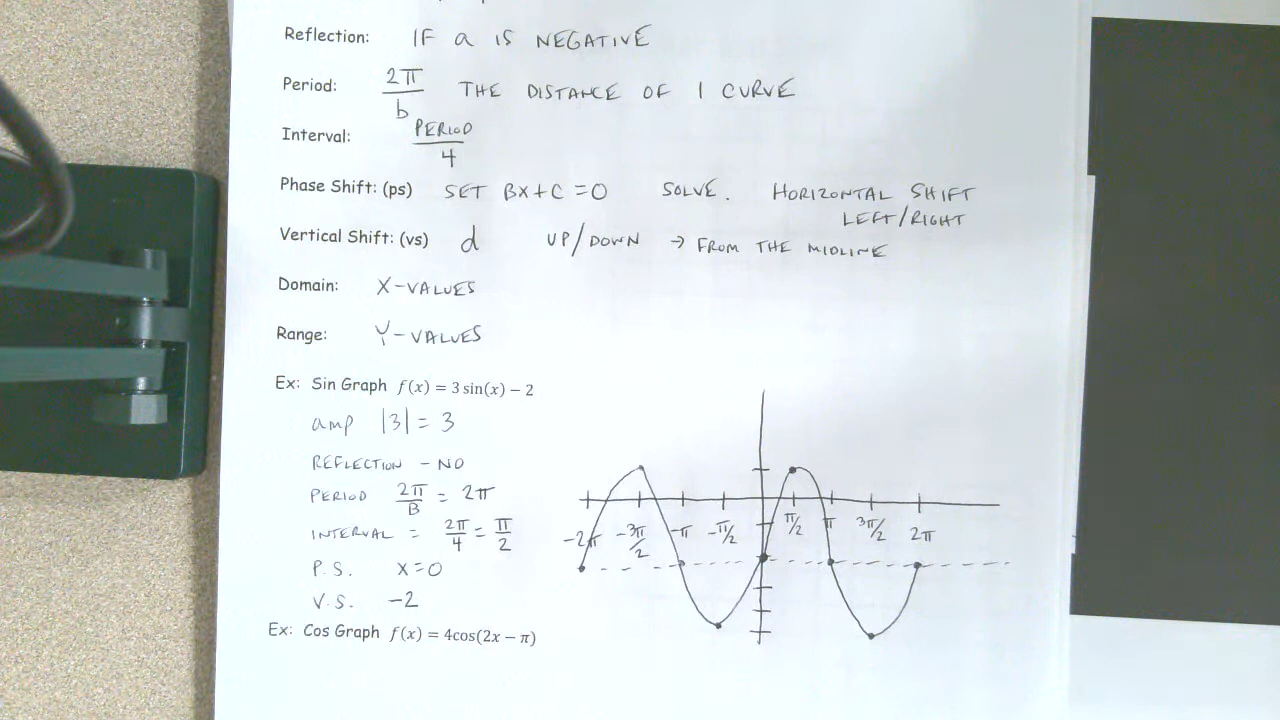 Reflection: IF a IS NEGATIVE
Period: 2π/b THE DISTANCE OF 1 CURVE
Interval: PERIOD/4
Phase Shift: (ps) SET BX+C=0 SOLVE. HORIZONTAL SHIFT
LEFT/RIGHT
Vertical Shift: (vs) d UP/DOWN → FROM THE MIDLINE
Domain: X-VALUES
Range: Y-VALUES
Ex: Sin Graph f(x) = 3 sin(x) − 2
amp |3| = 3
REFLECTION - NO
PERIOD 2π/B = 2π
INTERVAL = 2π/4 = π/2
-2π -3π/2 -π -π/2 π/2 π 3π/2 2π
P.S. X=0
V.S. -2
Ex: Cos Graph f(x) = 4cos(2x − π)